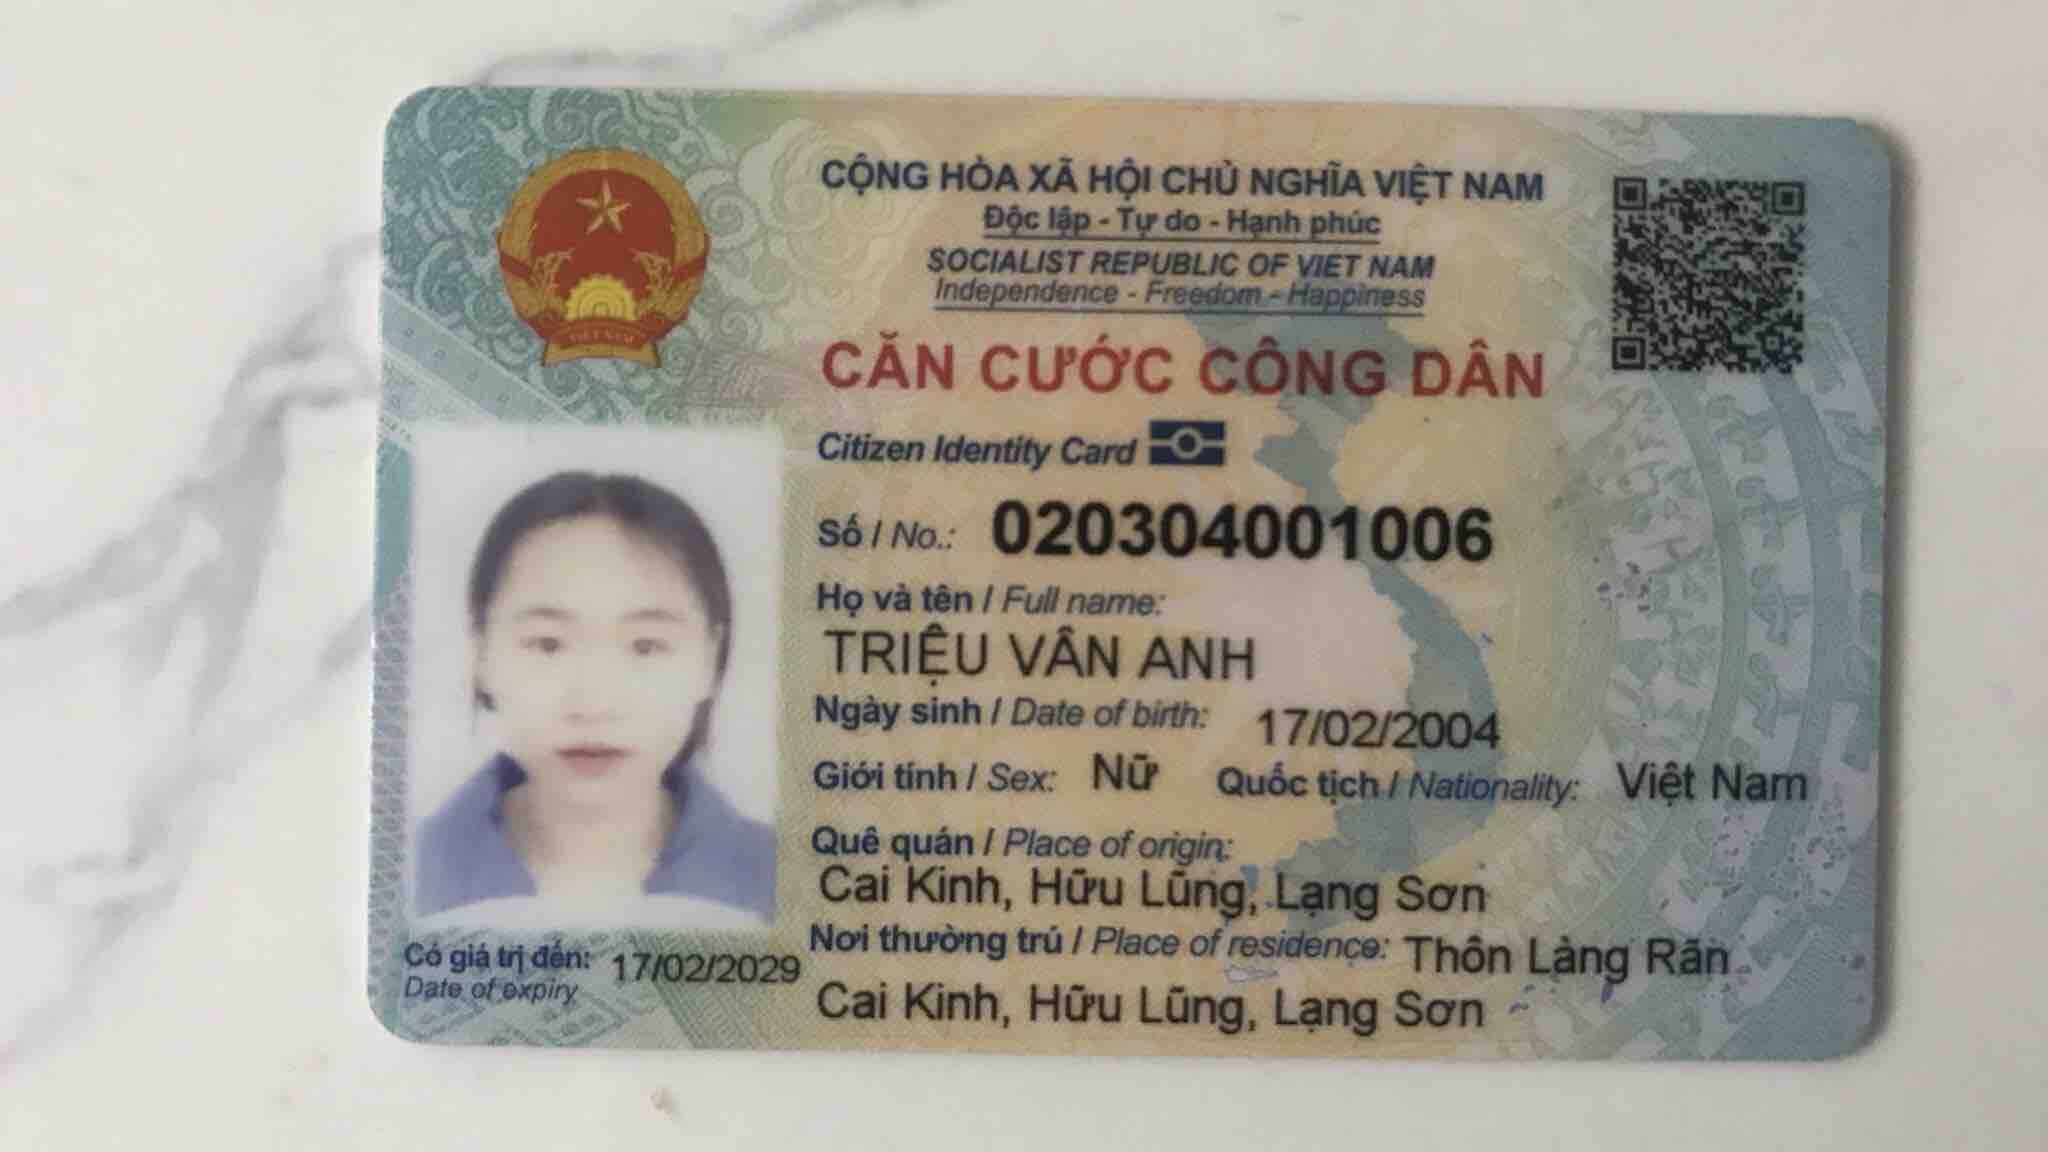 CỘNG HÒA XÃ HỘI CHỦ NGHĨA VIỆT NAM
Độc lập - Tự do - Hạnh phúc
SOCIALIST REPUBLIC OF VIET NAM
Independence - Freedom - Happiness
CĂN CƯỚC CÔNG DÂN
Citizen Identity Card
Số / No.: 020304001006
Họ và tên / Full name:
TRIỆU VÂN ANH
Ngày sinh / Date of birth: 17/02/2004
Giới tính / Sex: Nữ Quốc tịch / Nationality: Việt Nam
Quê quán / Place of origin:
Cai Kinh, Hữu Lũng, Lạng Sơn
Nơi thường trú / Place of residence: Thôn Làng Rãn
Cai Kinh, Hữu Lũng, Lạng Sơn
Có giá trị đến: 17/02/2029
Date of expiry